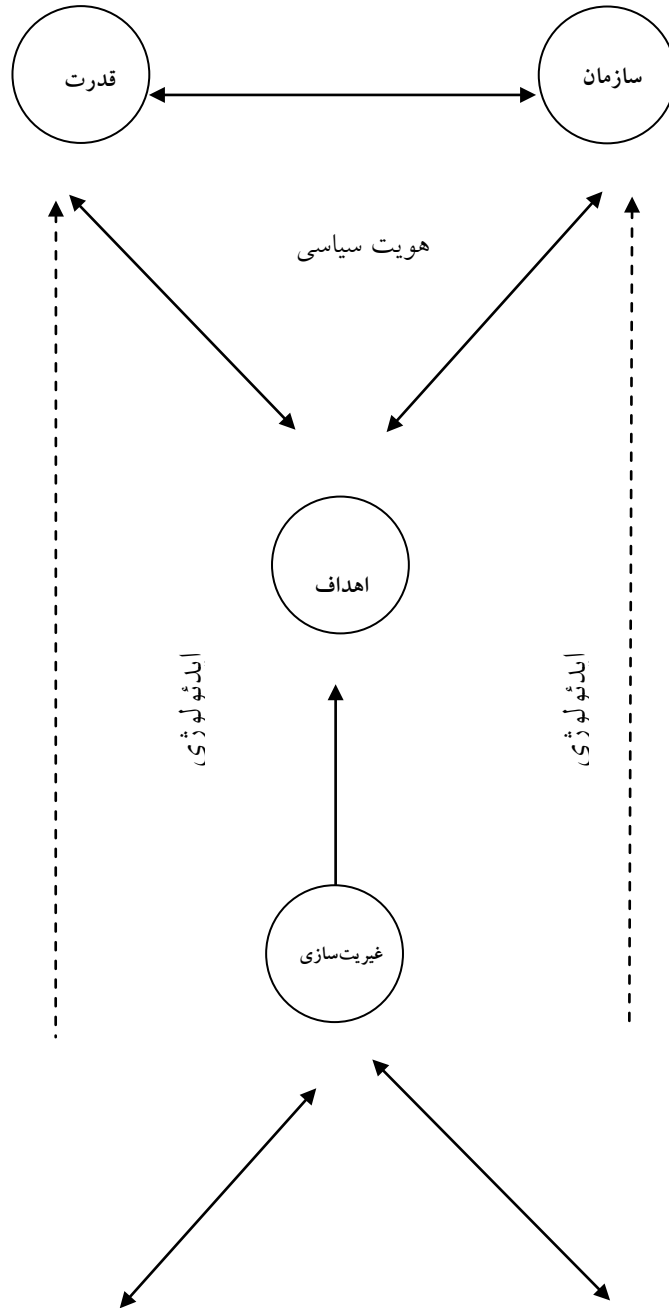 سازمان
قدرت
هویت سیاسی
اهداف
ایدئولوژی
ایدئولوژی
غیریت‌سازی